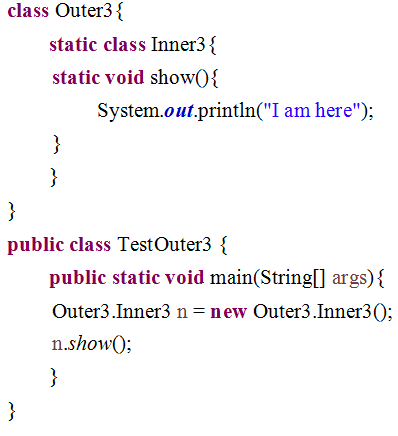 class Outer3{
static class Inner3{
static void show(){
System.out.println("I am here");
}
}
}
public class TestOuter3 {
public static void main(String[] args){
Outer3.Inner3 n = new Outer3.Inner3();
n.show();
}
}